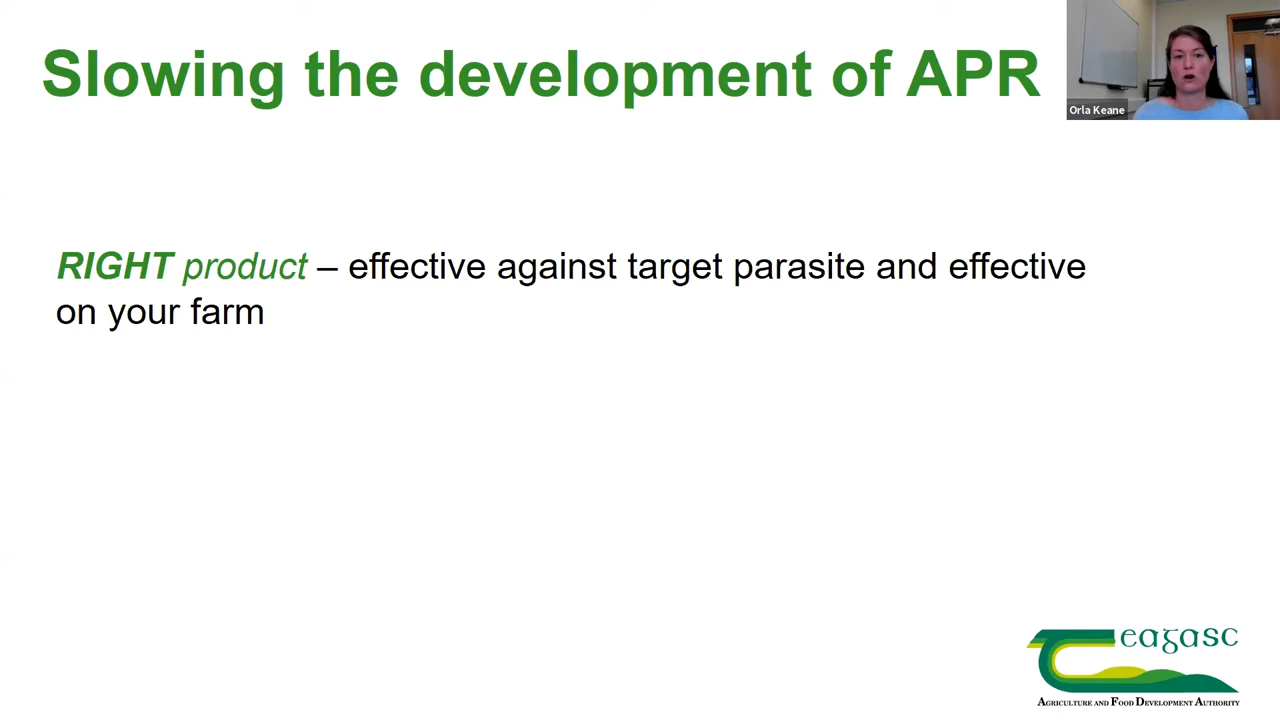 Slowing the development of APR
Orla Keane
RIGHT product – effective against target parasite and effective
on your farm
eagasc
AGRICULTURE AND FOOD DEVELOPMENT AUTHORITY